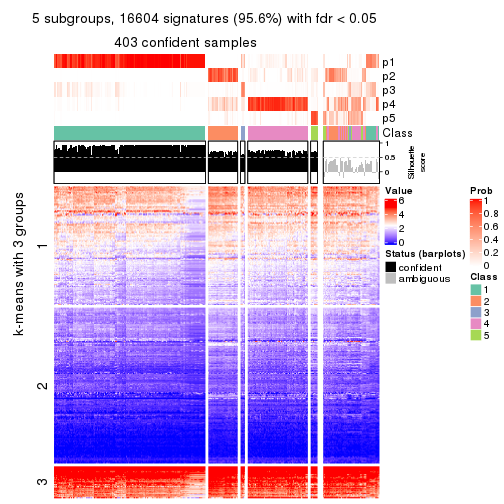 5 subgroups, 16604 signatures (95.6%) with fdr < 0.05
403 confident samples
p1
p2
p3
p4
p5
Class
1
0.5
0
Silhouette
score
k-means with 3 groups
1
2
3
Value
6
4
2
0
Status (barplots)
confident
ambiguous
Prob
1
0.8
0.6
0.4
0.2
0
Class
1
2
3
4
5